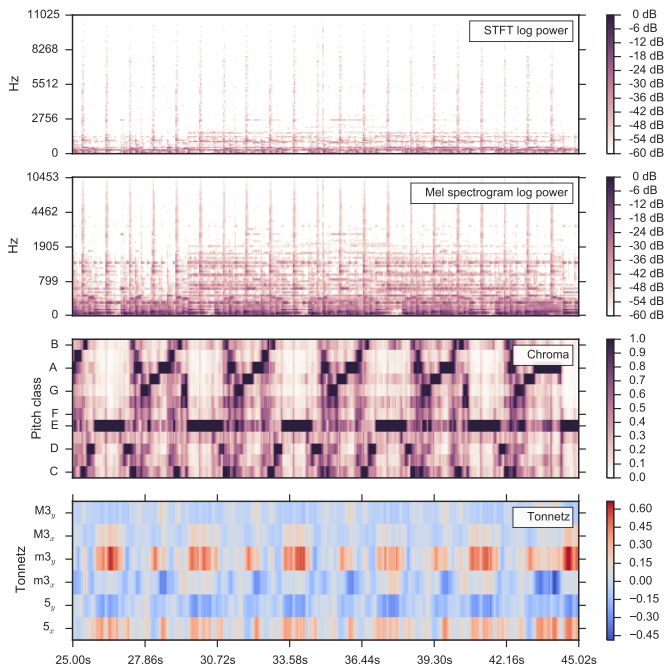 11025
8268
5512
2756
0
Hz
STFT log power
0 dB
-6 dB
-12 dB
-18 dB
-24 dB
-30 dB
-36 dB
-42 dB
-48 dB
-54 dB
-60 dB
10453
4462
1905
799
0
Hz
Mel spectrogram log power
0 dB
-6 dB
-12 dB
-18 dB
-24 dB
-30 dB
-36 dB
-42 dB
-48 dB
-54 dB
-60 dB
B
A
G
F
E
D
C
Pitch class
Chroma
1.0
0.9
0.8
0.7
0.6
0.5
0.4
0.3
0.2
0.1
0.0
M3y
M3x
m3y
m3x
5y
5x
Tonnetz
Tonnetz
0.60
0.45
0.30
0.15
0.00
-0.15
-0.30
-0.45
25.00s 27.86s 30.72s 33.58s 36.44s 39.30s 42.16s 45.02s